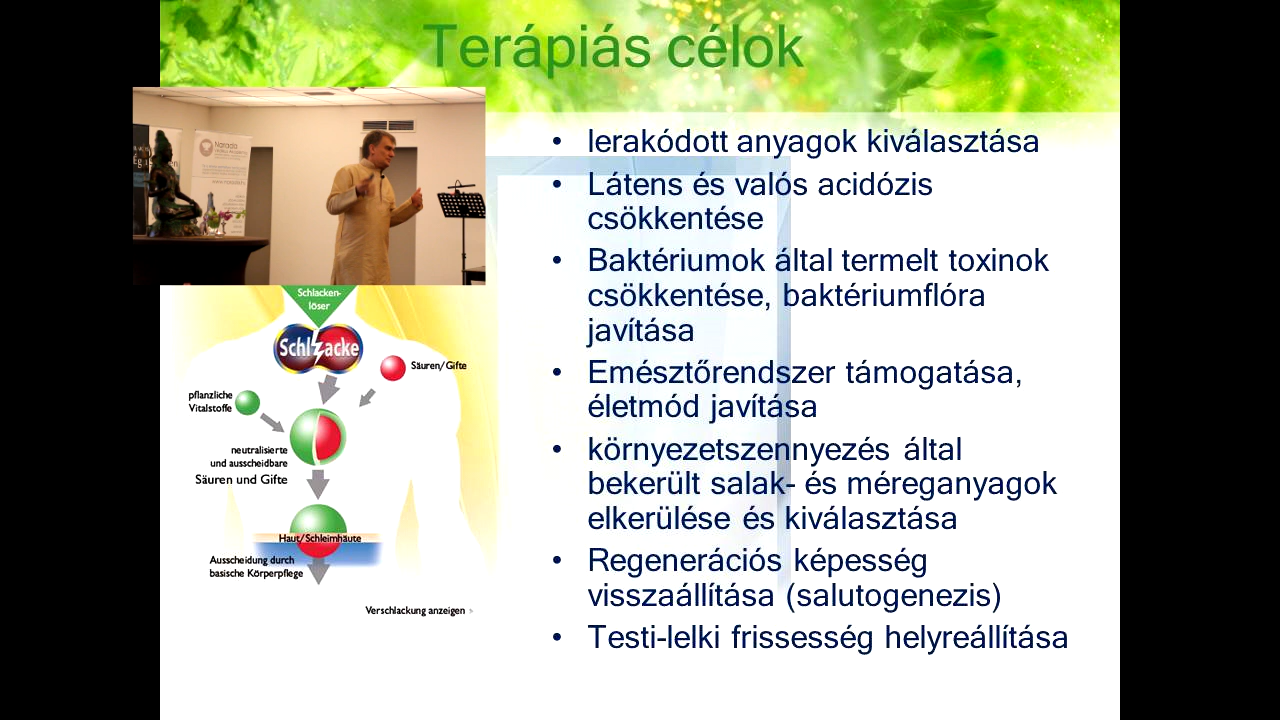 Terápiás célok
• lerakódott anyagok kiválasztása
• Látens és valós acidózis
csökkentése
• Baktériumok által termelt toxinok
csökkentése, baktériumflóra
javítása
• Emésztőrendszer támogatása,
életmód javítása
• környezetszennyezés által
bekerült salak- és méreganyagok
elkerülése és kiválasztása
• Regenerációs képesség
visszaállítása (salutogenezis)
• Testi-lelki frissesség helyreállítása
Narada
Schlacken-
löser
Schlacke
Säuren/Gifte
pflanzliche
Vitalstoffe
neutralisierte
und ausscheidbare
Säuren und Gifte
Haut/Schleimhäute
Ausscheidung durch
basische Körperpflege
Verschlackung anzeigen